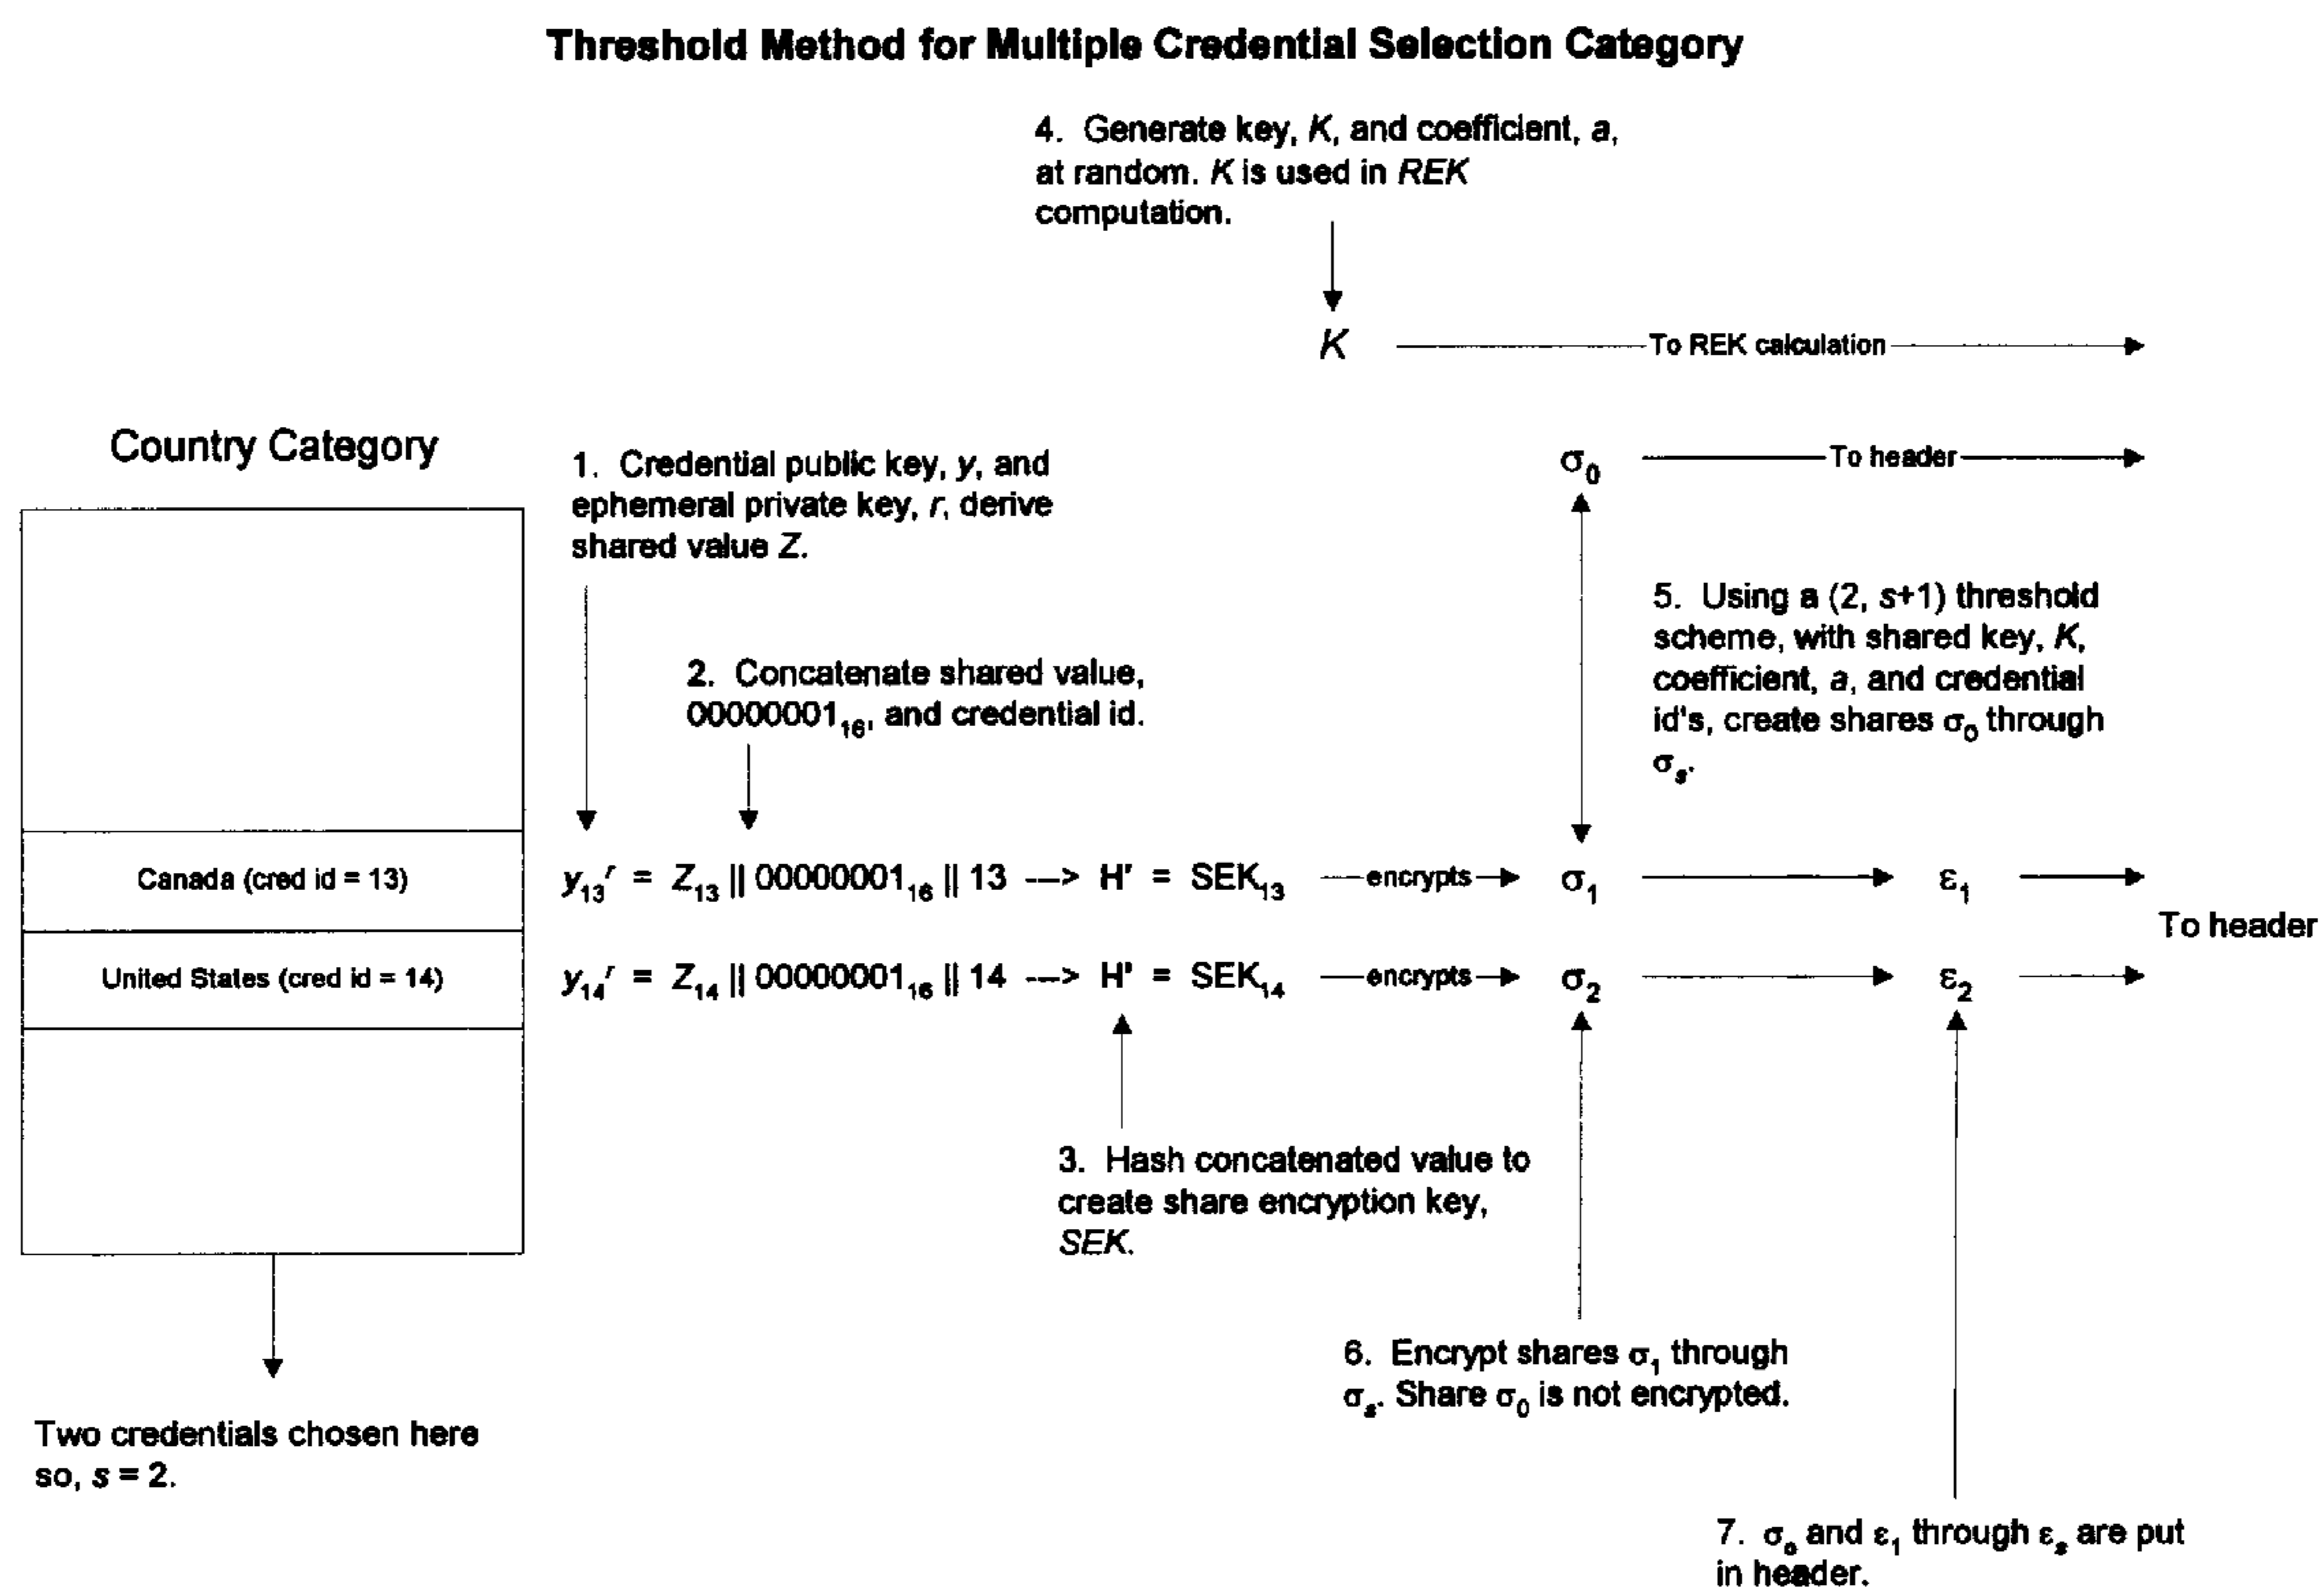 Threshold Method for Multiple Credential Selection Category
4. Generate key, K, and coefficient, a,
at random. K is used in REK
computation.
K
To REK calculation
Country Category
σ₀
To header
1. Credential public key, y, and
ephemeral private key, r, derive
shared value Z.
5. Using a (2, s+1) threshold
scheme, with shared key, K,
coefficient, a, and credential
id's, create shares σ₀ through
σₛ.
2. Concatenate shared value,
00000001₁₆, and credential id.
Canada (cred id = 13)
y₁₃ʳ = Z₁₃ || 00000001₁₆ || 13 ---> H' = SEK₁₃
encrypts
σ₁
ε₁
To header
United States (cred id = 14)
y₁₄ʳ = Z₁₄ || 00000001₁₆ || 14 ---> H' = SEK₁₄
encrypts
σ₂
ε₂
3. Hash concatenated value to
create share encryption key,
SEK.
6. Encrypt shares σ₁ through
σₛ. Share σ₀ is not encrypted.
Two credentials chosen here
so, s = 2.
7. σₒ and ε₁ through εₛ are put
in header.